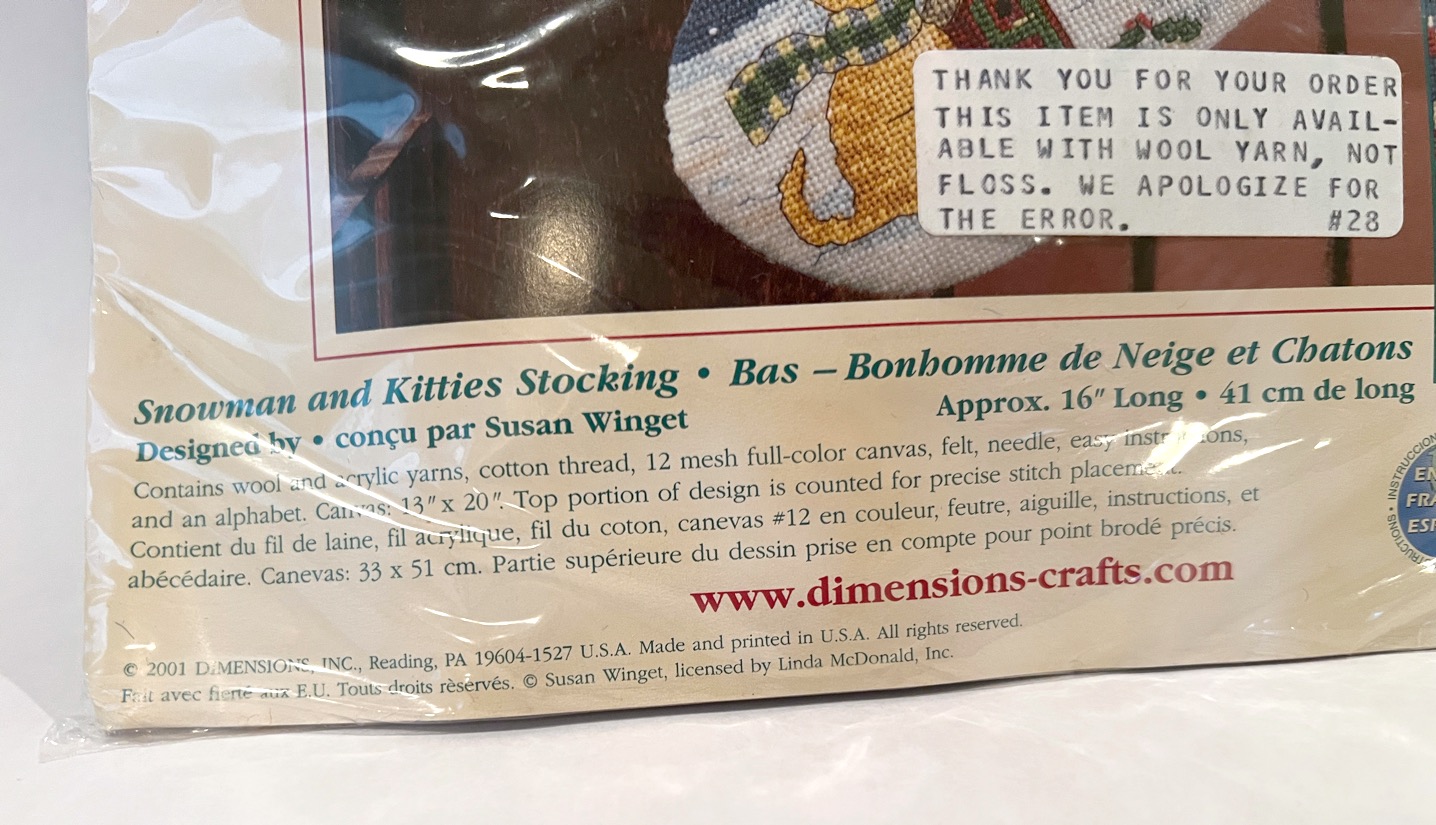 THANK YOU FOR YOUR ORDER
THIS ITEM IS ONLY AVAIL-
ABLE WITH WOOL YARN, NOT
FLOSS. WE APOLOGIZE FOR
THE ERROR. #28
Snowman and Kitties Stocking • Bas – Bonhomme de Neige et Chatons
Designed by • conçu par Susan Winget
Approx. 16" Long • 41 cm de long
Contains wool and acrylic yarns, cotton thread, 12 mesh full-color canvas, felt, needle, easy instructions,
and an alphabet. Canvas: 13" x 20". Top portion of design is counted for precise stitch placement.
Contient du fil de laine, fil acrylique, fil du coton, canevas #12 en couleur, feutre, aiguille, instructions, et
abécédaire. Canevas: 33 x 51 cm. Partie supérieure du dessin prise en compte pour point brodé précis.
www.dimensions-crafts.com
© 2001 DIMENSIONS, INC., Reading, PA 19604-1527 U.S.A. Made and printed in U.S.A. All rights reserved.
Fait avec fierté aux E.U. Touts droits rèservés. © Susan Winget, licensed by Linda McDonald, Inc.